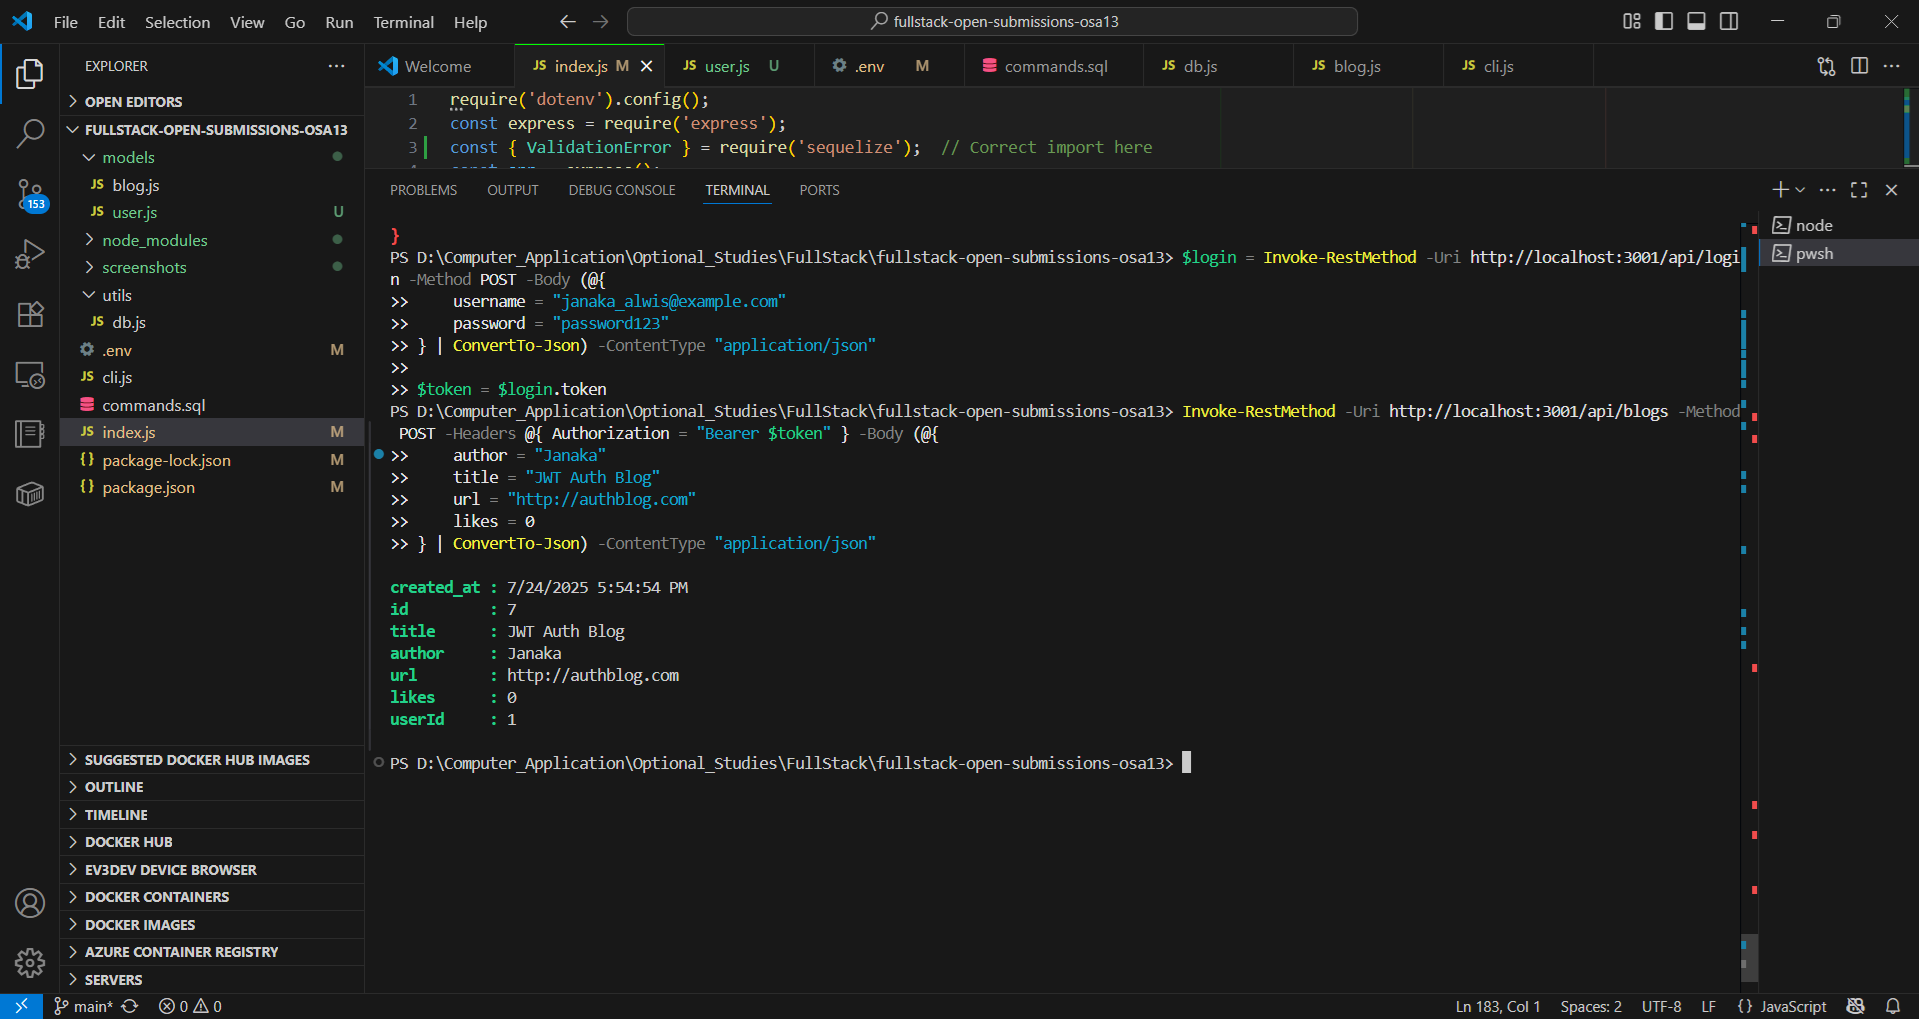 File Edit Selection View Go Run Terminal Help
fullstack-open-submissions-osa13
EXPLORER
OPEN EDITORS
FULLSTACK-OPEN-SUBMISSIONS-OSA13
models
JS blog.js
JS user.js U
node_modules
screenshots
utils
JS db.js
.env M
JS cli.js
commands.sql
JS index.js M
{} package-lock.json M
{} package.json M
SUGGESTED DOCKER HUB IMAGES
OUTLINE
TIMELINE
DOCKER HUB
EV3DEV DEVICE BROWSER
DOCKER CONTAINERS
DOCKER IMAGES
AZURE CONTAINER REGISTRY
SERVERS
153
Welcome JS index.js M JS user.js U .env M commands.sql JS db.js JS blog.js JS cli.js
1 require('dotenv').config();
2 const express = require('express');
3 const { ValidationError } = require('sequelize'); // Correct import here
PROBLEMS OUTPUT DEBUG CONSOLE TERMINAL PORTS
node
pwsh
}
PS D:\Computer_Application\Optional_Studies\FullStack\fullstack-open-submissions-osa13> $login = Invoke-RestMethod -Uri http://localhost:3001/api/logi
n -Method POST -Body (@{
>> username = "janaka_alwis@example.com"
>> password = "password123"
>> } | ConvertTo-Json) -ContentType "application/json"
>>
>> $token = $login.token
PS D:\Computer_Application\Optional_Studies\FullStack\fullstack-open-submissions-osa13> Invoke-RestMethod -Uri http://localhost:3001/api/blogs -Method
POST -Headers @{ Authorization = "Bearer $token" } -Body (@{
>> author = "Janaka"
>> title = "JWT Auth Blog"
>> url = "http://authblog.com"
>> likes = 0
>> } | ConvertTo-Json) -ContentType "application/json"
created_at : 7/24/2025 5:54:54 PM
id : 7
title : JWT Auth Blog
author : Janaka
url : http://authblog.com
likes : 0
userId : 1
PS D:\Computer_Application\Optional_Studies\FullStack\fullstack-open-submissions-osa13>
main* 0 0 Ln 183, Col 1 Spaces: 2 UTF-8 LF {} JavaScript